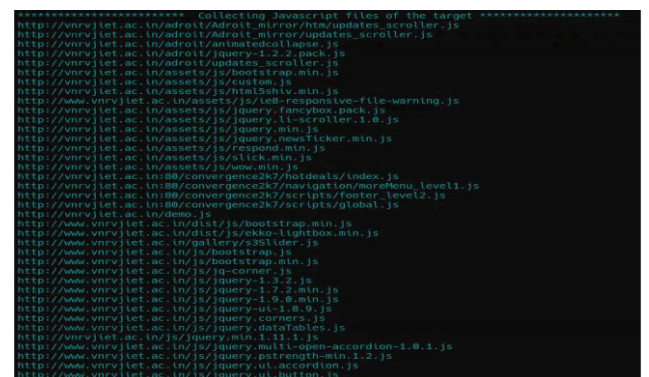 ************************** Collecting Javascript files of the target **********************
http://vnrvjiet.ac.in/adroit/Adroit_mirror/htm/updates_scroller.js
http://vnrvjiet.ac.in/adroit/Adroit_mirror/updates_scroller.js
http://vnrvjiet.ac.in/adroit/animatedcollapse.js
http://vnrvjiet.ac.in/adroit/jquery-1.2.2.pack.js
http://vnrvjiet.ac.in/adroit/updates_scroller.js
http://vnrvjiet.ac.in/assets/js/bootstrap.min.js
http://vnrvjiet.ac.in/assets/js/custom.js
http://vnrvjiet.ac.in/assets/js/html5shiv.min.js
http://www.vnrvjiet.ac.in/assets/js/ie8-responsive-file-warning.js
http://vnrvjiet.ac.in/assets/js/jquery.fancybox.pack.js
http://vnrvjiet.ac.in/assets/js/jquery.li-scroller.1.0.js
http://vnrvjiet.ac.in/assets/js/jquery.min.js
http://vnrvjiet.ac.in/assets/js/jquery.newsTicker.min.js
http://vnrvjiet.ac.in/assets/js/respond.min.js
http://vnrvjiet.ac.in/assets/js/slick.min.js
http://vnrvjiet.ac.in/assets/js/wow.min.js
http://vnrvjiet.ac.in:80/convergence2k7/hotdeals/index.js
http://vnrvjiet.ac.in:80/convergence2k7/navigation/moreMenu_level1.js
http://vnrvjiet.ac.in:80/convergence2k7/scripts/footer_level2.js
http://vnrvjiet.ac.in:80/convergence2k7/scripts/global.js
http://vnrvjiet.ac.in/demo.js
http://www.vnrvjiet.ac.in/dist/js/bootstrap.min.js
http://www.vnrvjiet.ac.in/dist/js/ekko-lightbox.min.js
http://www.vnrvjiet.ac.in/gallery/s3Slider.js
http://www.vnrvjiet.ac.in/js/bootstrap.js
http://www.vnrvjiet.ac.in/js/bootstrap.min.js
http://www.vnrvjiet.ac.in/js/jq-corner.js
http://www.vnrvjiet.ac.in/js/jquery-1.3.2.js
http://www.vnrvjiet.ac.in/js/jquery-1.7.2.min.js
http://www.vnrvjiet.ac.in/js/jquery-1.9.0.min.js
http://www.vnrvjiet.ac.in/js/jquery-ui-1.8.9.js
http://www.vnrvjiet.ac.in/js/jquery.corners.js
http://www.vnrvjiet.ac.in/js/jquery.dataTables.js
http://vnrvjiet.ac.in/js/jquery.min.1.11.1.js
http://www.vnrvjiet.ac.in/js/jquery.multi-open-accordion-1.0.1.js
http://www.vnrvjiet.ac.in/js/jquery.pstrength-min.1.2.js
http://www.vnrvjiet.ac.in/js/jquery.ui.accordion.js
http://www.vnrvjiet.ac.in/js/jquery.ui.button.js